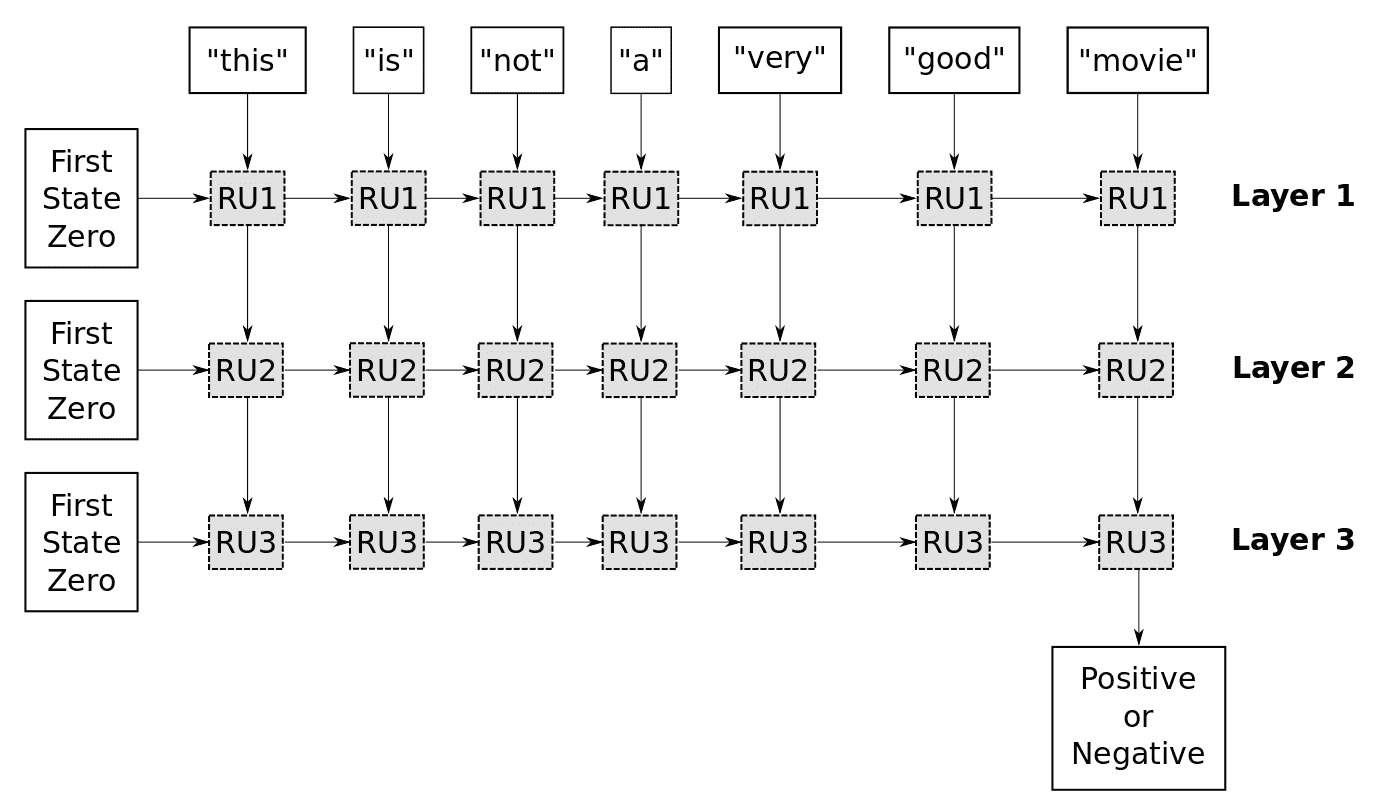 "this" "is" "not" "a" "very" "good" "movie"
First
State
Zero
RU1 RU1 RU1 RU1 RU1 RU1 RU1
Layer 1
First
State
Zero
RU2 RU2 RU2 RU2 RU2 RU2 RU2
Layer 2
First
State
Zero
RU3 RU3 RU3 RU3 RU3 RU3 RU3
Layer 3
Positive
or
Negative